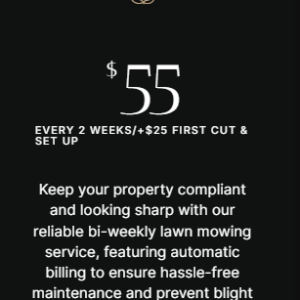 $55
EVERY 2 WEEKS/+$25 FIRST CUT &
SET UP
Keep your property compliant
and looking sharp with our
reliable bi-weekly lawn mowing
service, featuring automatic
billing to ensure hassle-free
maintenance and prevent blight